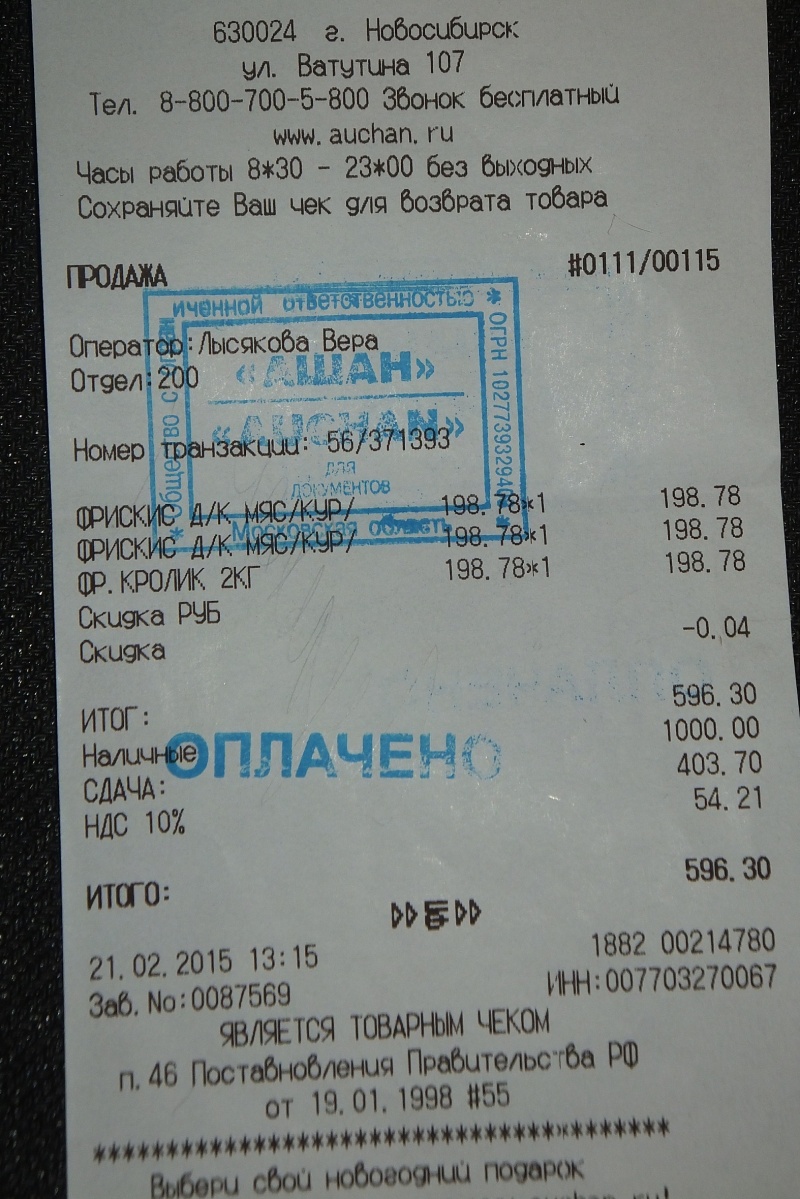 630024 г. Новосибирск
ул. Ватутина 107
Тел. 8-800-700-5-800 Звонок бесплатный
www.auchan.ru
Часы работы 8*30 - 23*00 без выходных
Сохраняйте Ваш чек для возврата товара
ПРОДАЖА #0111/00115
иченной ответственностью *
Оператор:Лысякова Вера
«АШАН»
Отдел:200
«AUCHAN»
Номер транзакции: 56/371393
для
документов
* Общество с
ОГРН 10277393294
Московская область
ФРИСКИС Д/К МЯС/КУР/ 198.78*1 198.78
ФРИСКИС Д/К МЯС/КУР/ 198.78*1 198.78
ФР.КРОЛИК 2КГ 198.78*1 198.78
Скидка РУБ
Скидка -0.04
ИТОГ: 596.30
Наличные 1000.00
ОПЛАЧЕНО
СДАЧА: 403.70
НДС 10% 54.21
ИТОГО: 596.30
21.02.2015 13:15 1882 00214780
Зав.No:0087569 ИНН:007703270067
ЯВЛЯЕТСЯ ТОВАРНЫМ ЧЕКОМ
п.46 Поставновления Правительства РФ
от 19.01.1998 #55
****************************************
Выбери свой новогодний подарок